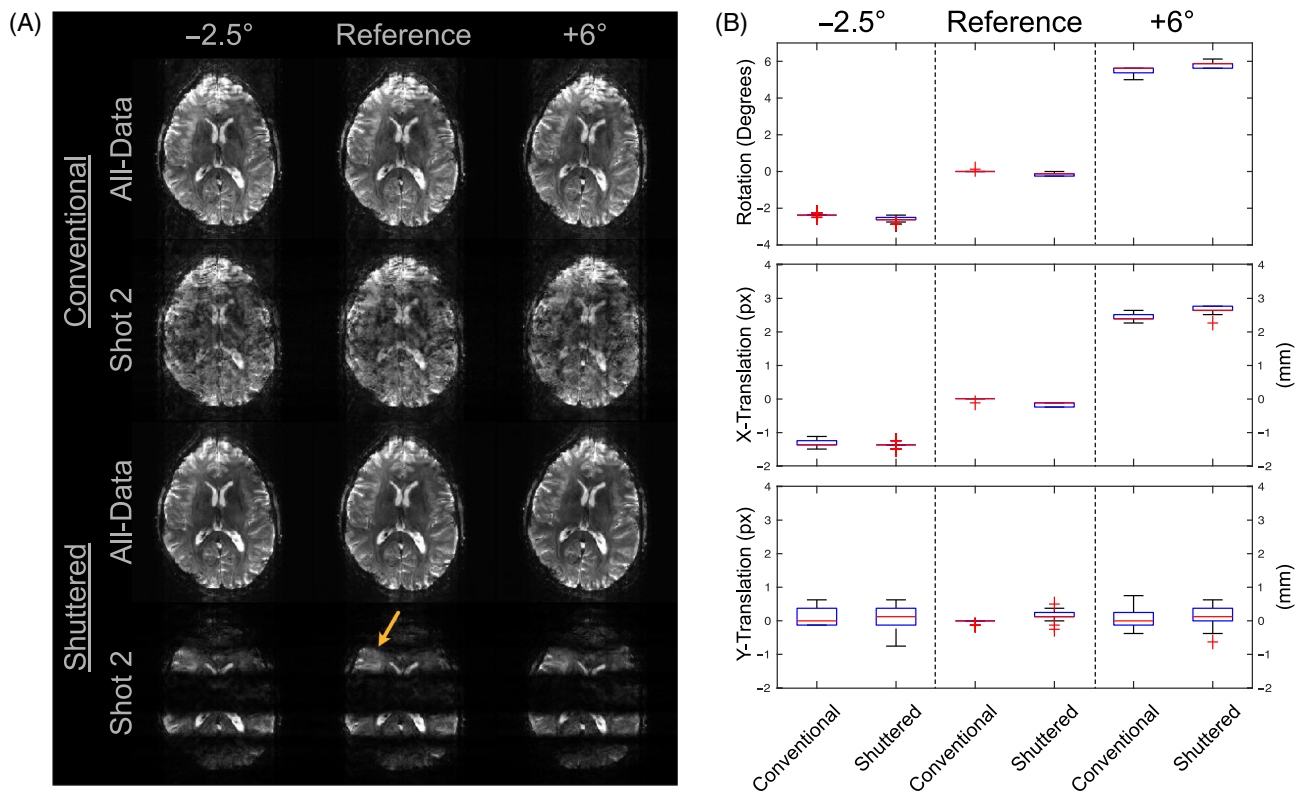 (A)
−2.5° Reference +6°
Conventional
All-Data
Shot 2
Shuttered
All-Data
Shot 2
(B)
−2.5° Reference +6°
Rotation (Degrees)
6
4
2
0
−2
−4
X-Translation (px)
4
3
2
1
0
−1
−2
4
3
2
1
0
−1
−2
(mm)
Y-Translation (px)
4
3
2
1
0
−1
−2
4
3
2
1
0
−1
−2
(mm)
Conventional
Shuttered
Conventional
Shuttered
Conventional
Shuttered